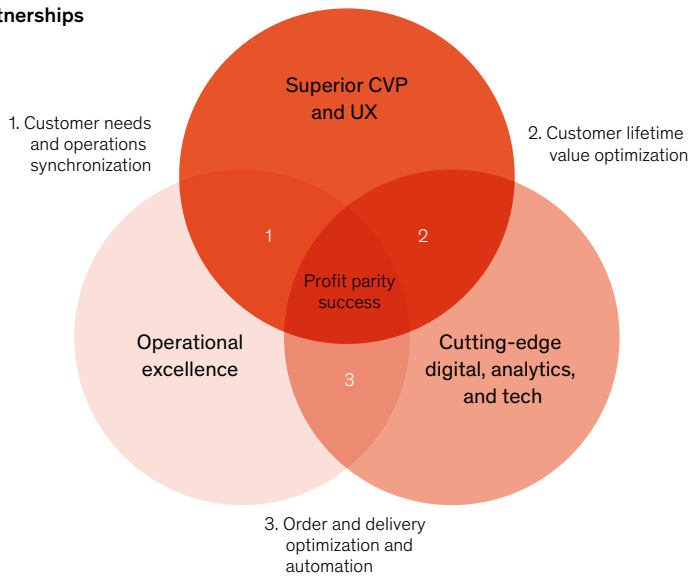 tnerships
Superior CVP
and UX
1. Customer needs
and operations
synchronization
2. Customer lifetime
value optimization
1
2
Profit parity
success
Operational
excellence
Cutting-edge
digital, analytics,
and tech
3
3. Order and delivery
optimization and
automation